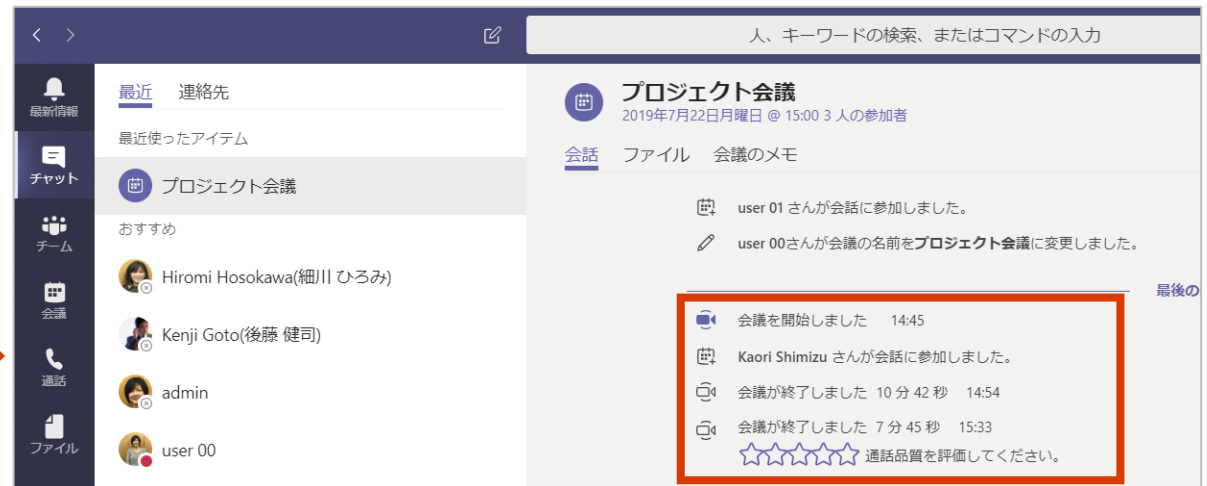 人、キーワードの検索、またはコマンドの入力
最新情報
チャット
チーム
会議
通話
ファイル
最近 連絡先
最近使ったアイテム
プロジェクト会議
おすすめ
Hiromi Hosokawa(細川 ひろみ)
Kenji Goto(後藤 健司)
admin
user 00
プロジェクト会議
2019年7月22日月曜日 @ 15:00 3 人の参加者
会話 ファイル 会議のメモ
user 01 さんが会話に参加しました。
user 00さんが会議の名前をプロジェクト会議に変更しました。
最後の
会議を開始しました 14:45
Kaori Shimizu さんが会話に参加しました。
会議が終了しました 10 分 42 秒 14:54
会議が終了しました 7 分 45 秒 15:33
通話品質を評価してください。